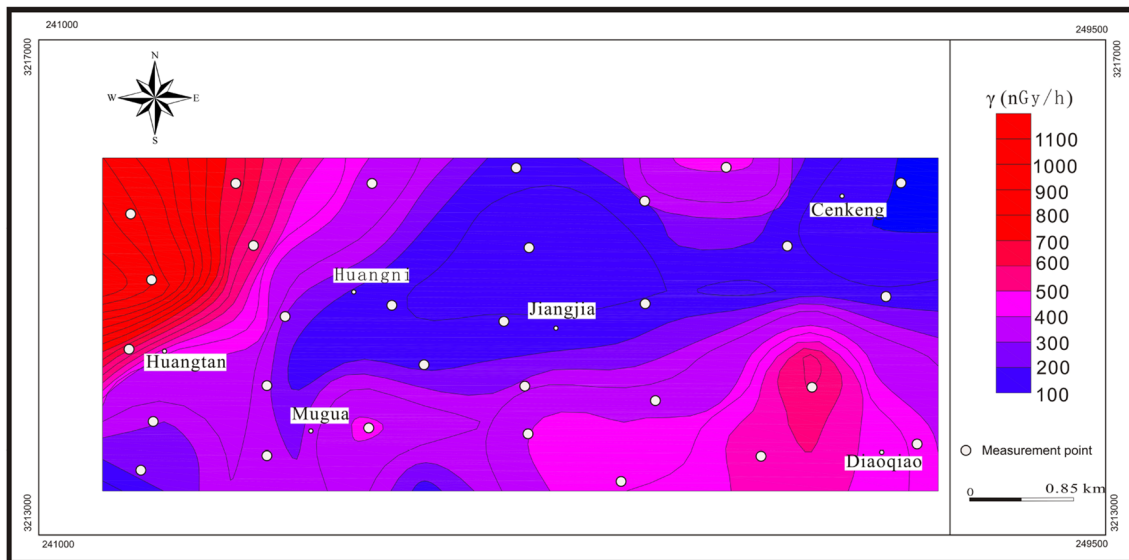 241000
249500
3217000
3217000
N
W E
S
γ (nGy/h)
1100
1000
900
800
700
600
500
400
300
200
100
Cenkeng
Huangni
Jiangjia
Huangtan
Mugua
Diaoqiao
Measurement point
0 0.85 km
3213000
3213000
241000
249500